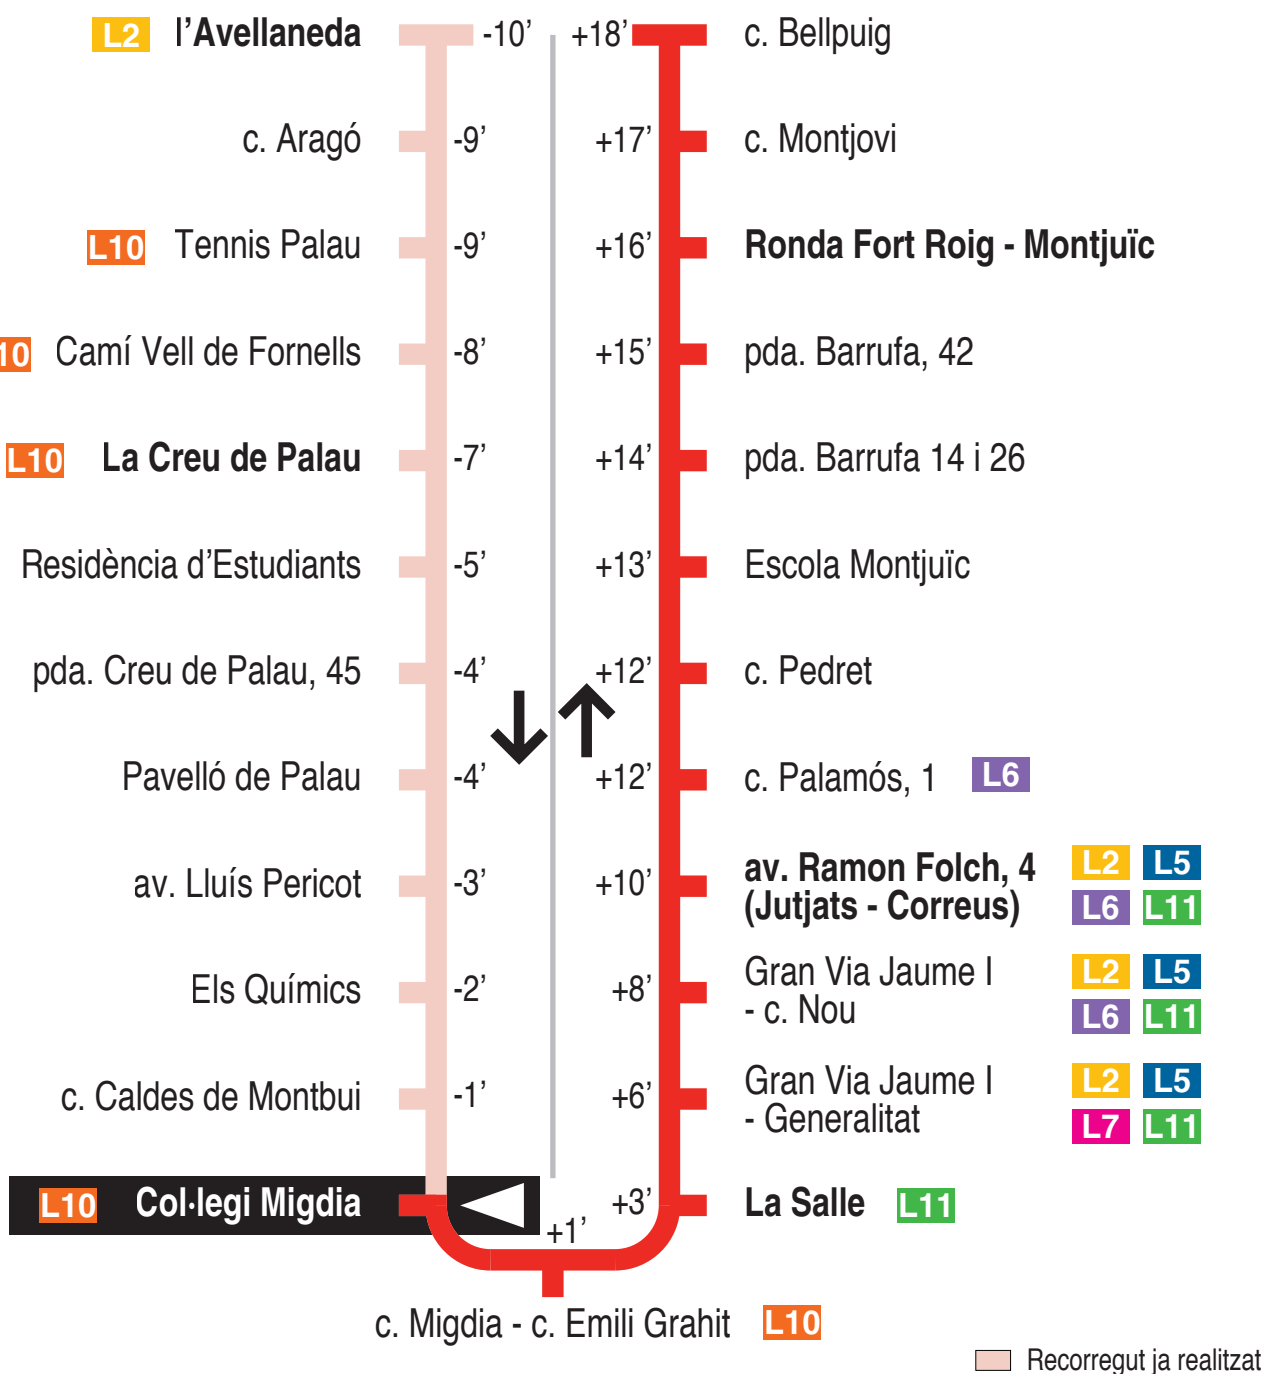 L2 l’Avellaneda -10’
c. Aragó -9’
L10 Tennis Palau -9’
10 Camí Vell de Fornells -8’
L10 La Creu de Palau -7’
Residència d’Estudiants -5’
pda. Creu de Palau, 45 -4’
Pavelló de Palau -4’
av. Lluís Pericot -3’
Els Químics -2’
c. Caldes de Montbui -1’
L10 Col·legi Migdia
+1’
c. Migdia - c. Emili Grahit L10
+18’ c. Bellpuig
+17’ c. Montjovi
+16’ Ronda Fort Roig - Montjuïc
+15’ pda. Barrufa, 42
+14’ pda. Barrufa 14 i 26
+13’ Escola Montjuïc
+12’ c. Pedret
+12’ c. Palamós, 1 L6
+10’ av. Ramon Folch, 4 L2 L5
(Jutjats - Correus) L6 L11
+8’ Gran Via Jaume I L2 L5
- c. Nou L6 L11
+6’ Gran Via Jaume I L2 L5
- Generalitat L7 L11
+3’ La Salle L11
Recorregut ja realitzat